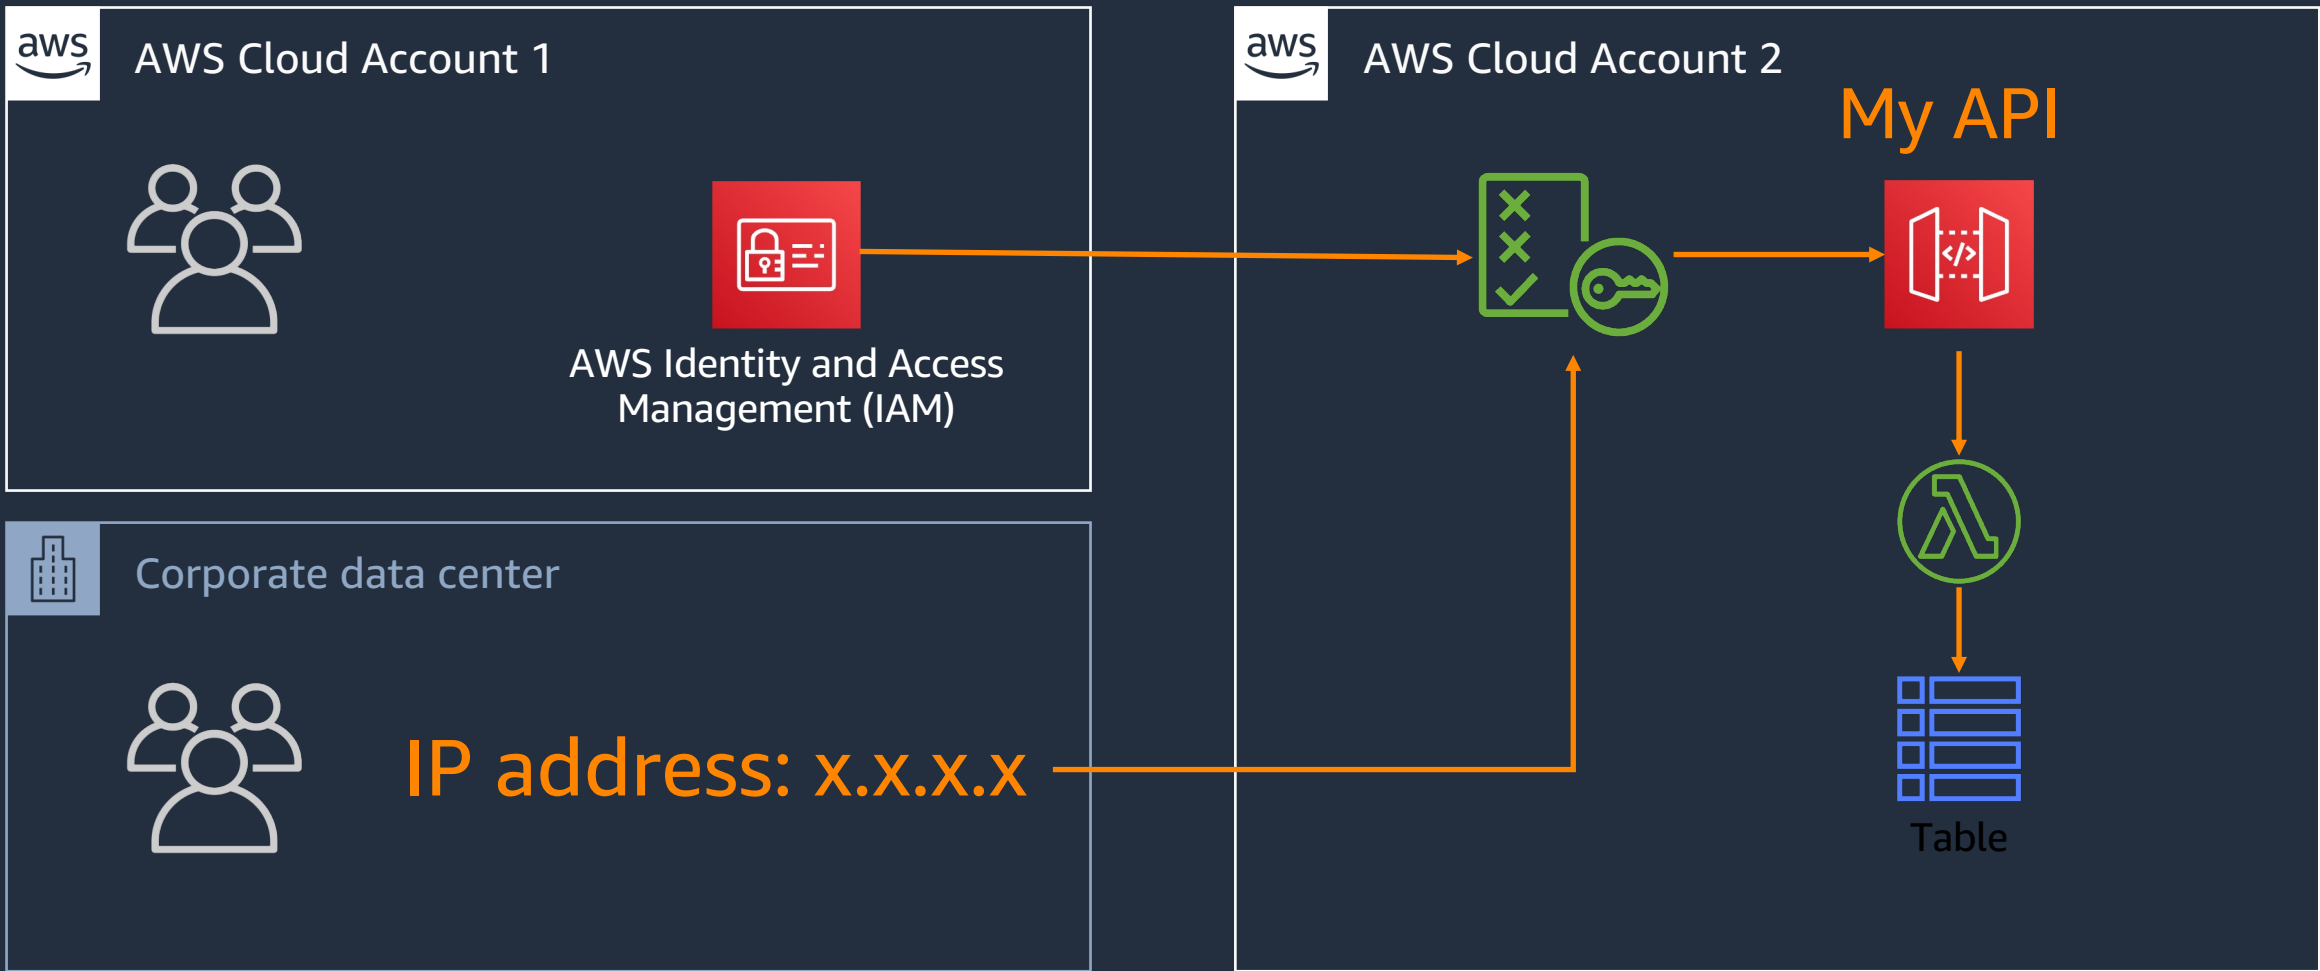 aws
AWS Cloud Account 1
AWS Identity and Access
Management (IAM)
Corporate data center
IP address: x.x.x.x
aws
AWS Cloud Account 2
My API
</>
Table